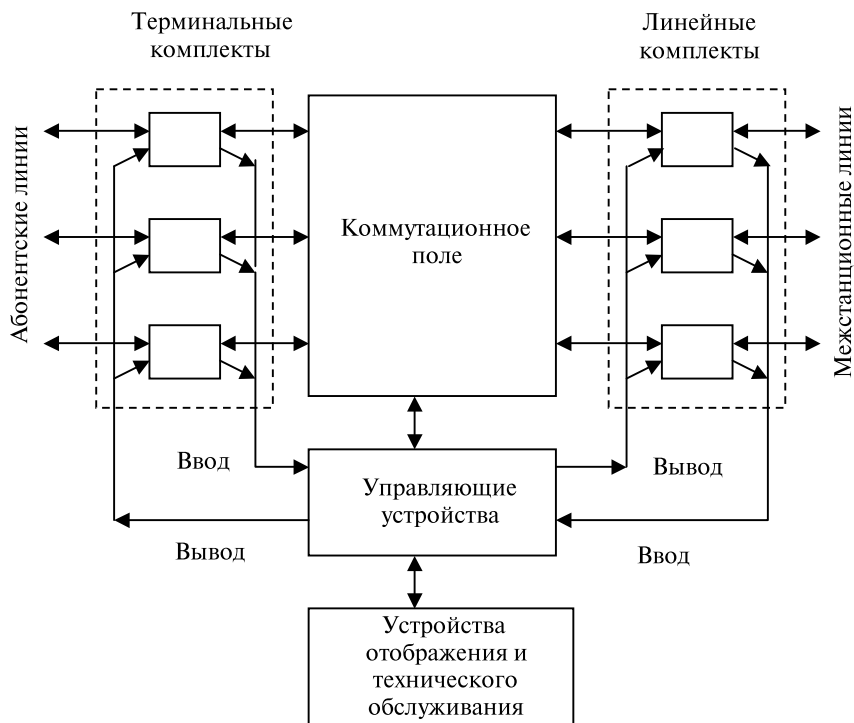 Терминальные
комплекты
Линейные
комплекты
Абонентские линии
Коммутационное
поле
Межстанционные линии
Ввод
Вывод
Управляющие
устройства
Вывод
Ввод
Устройства
отображения и
технического
обслуживания